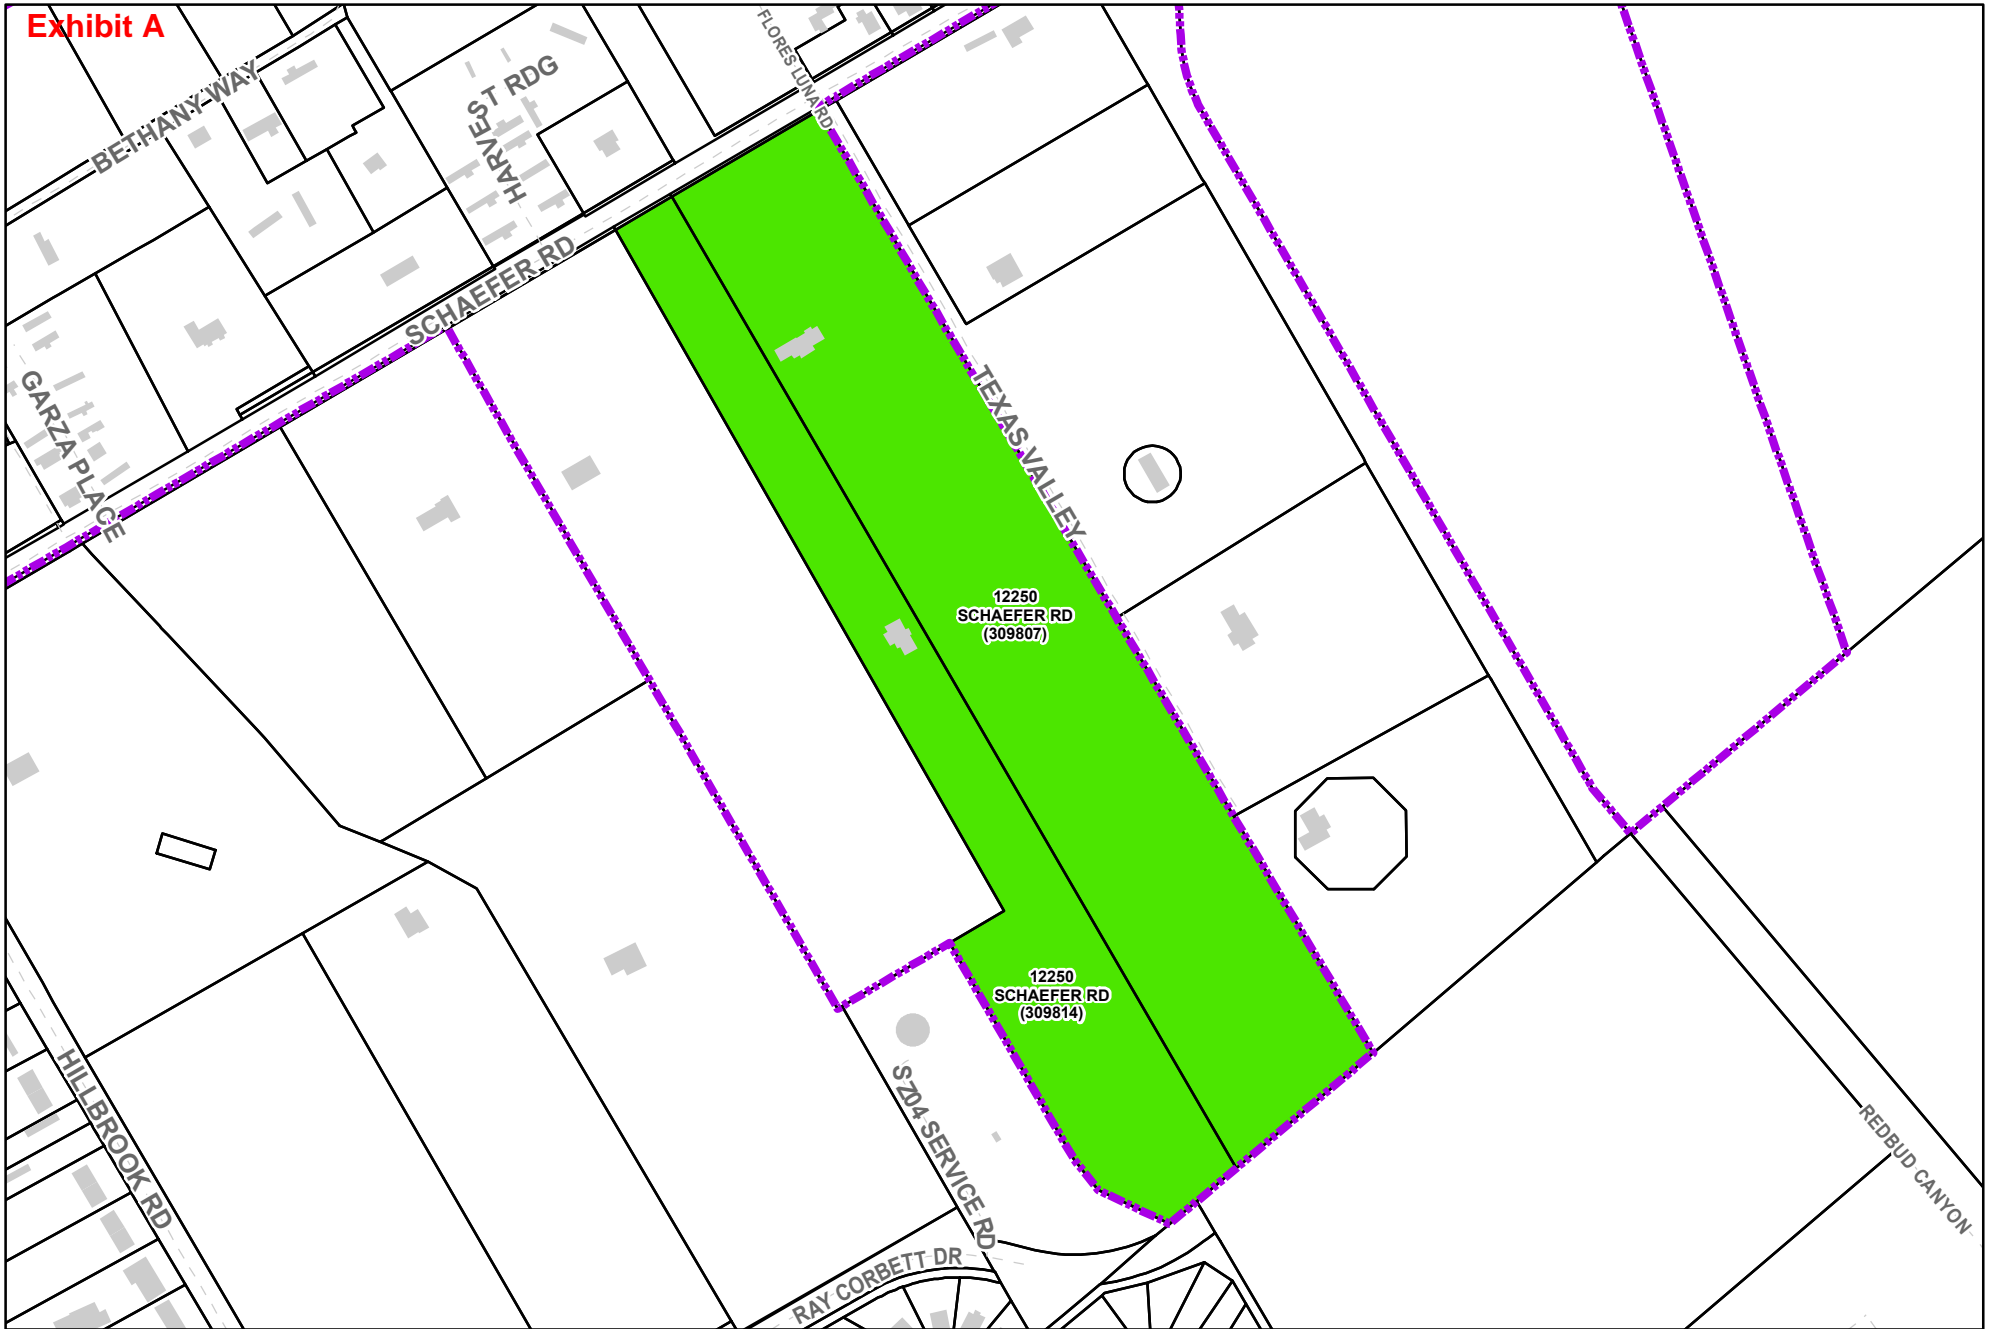 Exhibit A
FLORES LUNA RD
BETHANY WAY
HARVEST RDG
SCHAEFER RD
GARZA PLACE
TEXAS VALLEY
12250
SCHAEFER RD
(309807)
12250
SCHAEFER RD
(309814)
HILLBROOK RD
S Z04 SERVICE RD
RAY CORBETT DR
REDBUD CANYON